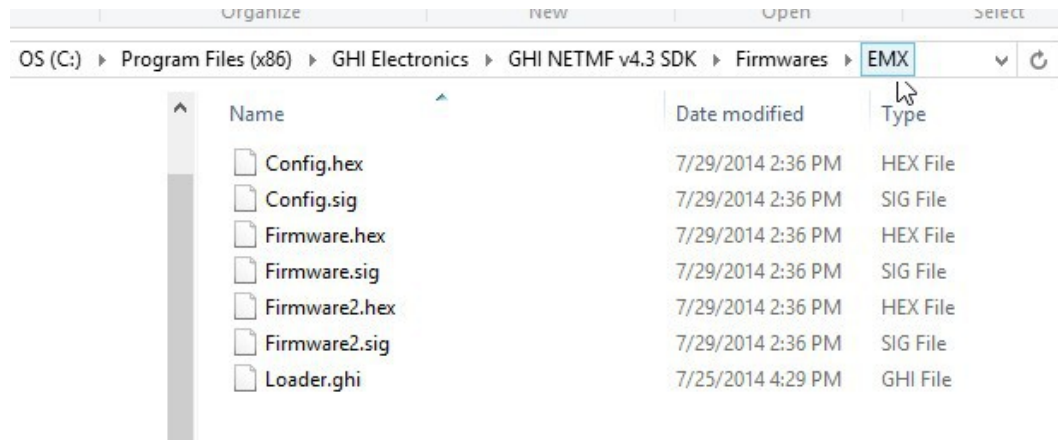 Organize New Open Select
OS (C:) Program Files (x86) GHI Electronics GHI NETMF v4.3 SDK Firmwares EMX
Name Date modified Type
Config.hex 7/29/2014 2:36 PM HEX File
Config.sig 7/29/2014 2:36 PM SIG File
Firmware.hex 7/29/2014 2:36 PM HEX File
Firmware.sig 7/29/2014 2:36 PM SIG File
Firmware2.hex 7/29/2014 2:36 PM HEX File
Firmware2.sig 7/29/2014 2:36 PM SIG File
Loader.ghi 7/25/2014 4:29 PM GHI File